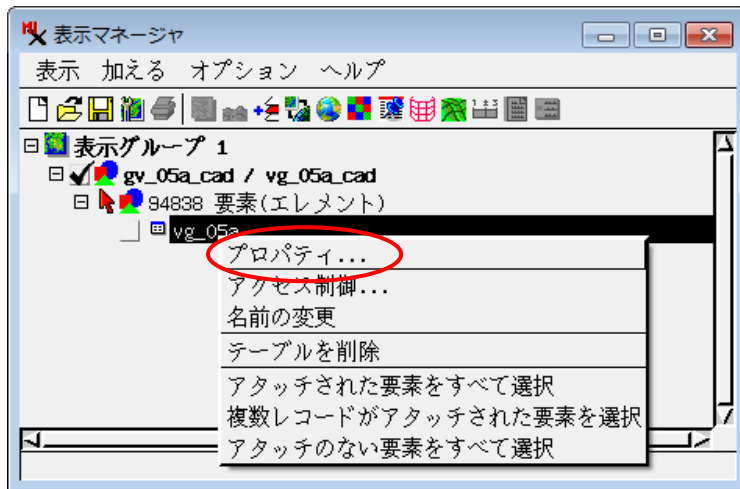 表示マネージャ
表示 加える オプション ヘルプ
表示グループ 1
gv_05a_cad / vg_05a_cad
94838 要素(エレメント)
vg_05a
プロパティ...
アクセス制御...
名前の変更
テーブルを削除
アタッチされた要素をすべて選択
複数レコードがアタッチされた要素を選択
アタッチのない要素をすべて選択